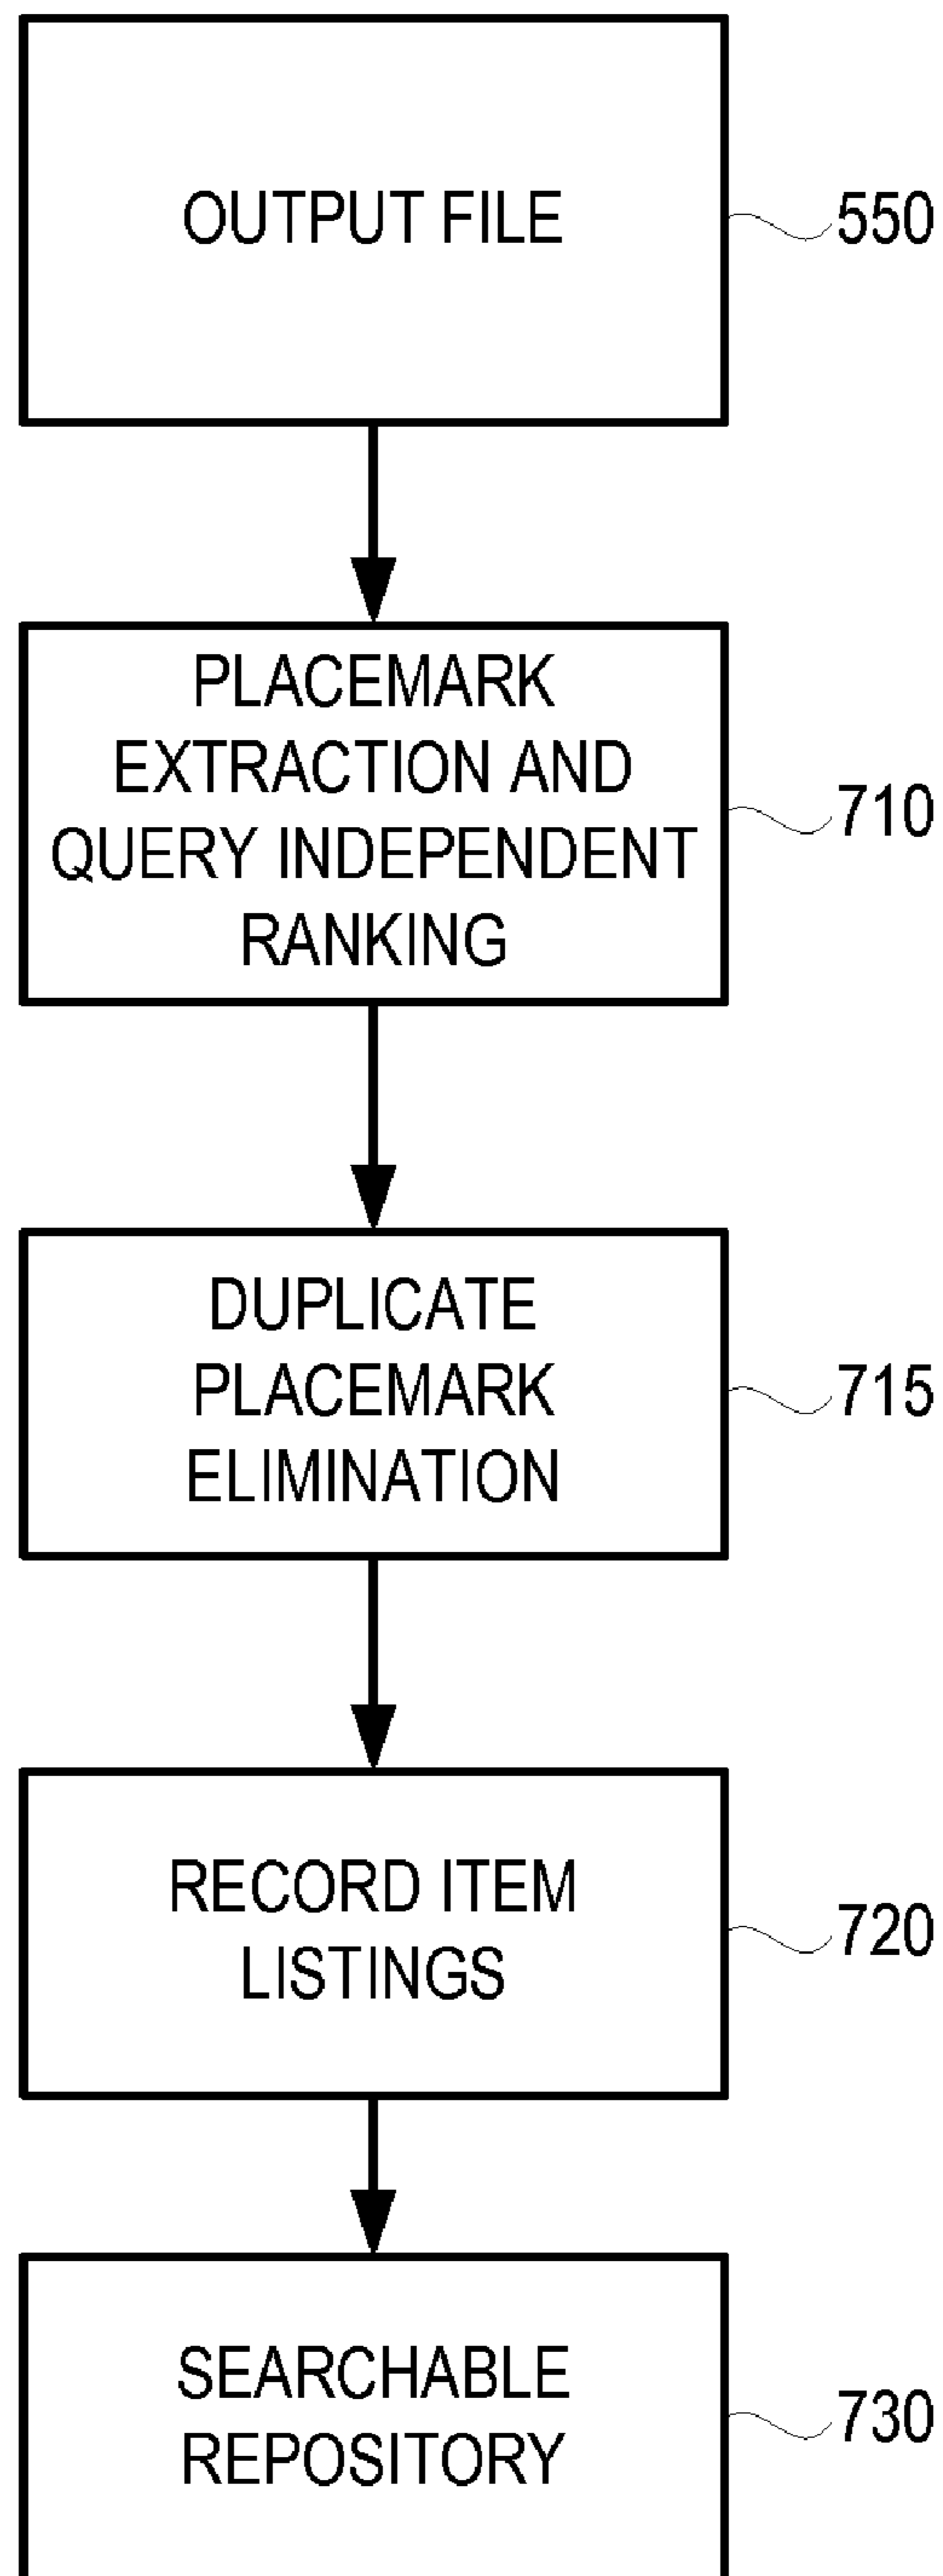 OUTPUT FILE
550
PLACEMARK
EXTRACTION AND
QUERY INDEPENDENT
RANKING
710
DUPLICATE
PLACEMARK
ELIMINATION
715
RECORD ITEM
LISTINGS
720
SEARCHABLE
REPOSITORY
730